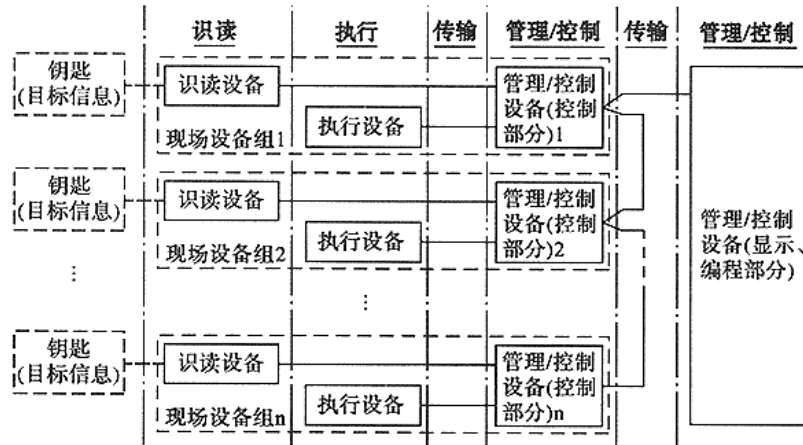 识读 执行 传输 管理/控制 传输 管理/控制
钥匙
(目标信息)
识读设备
管理/控制
设备(控制
部分)1
执行设备
现场设备组1
钥匙
(目标信息)
识读设备
管理/控制
设备(控制
部分)2
执行设备
现场设备组2
管理/控制
设备(显示、
编程部分)
⋮
⋮
钥匙
(目标信息)
识读设备
管理/控制
设备(控制
部分)n
执行设备
现场设备组n